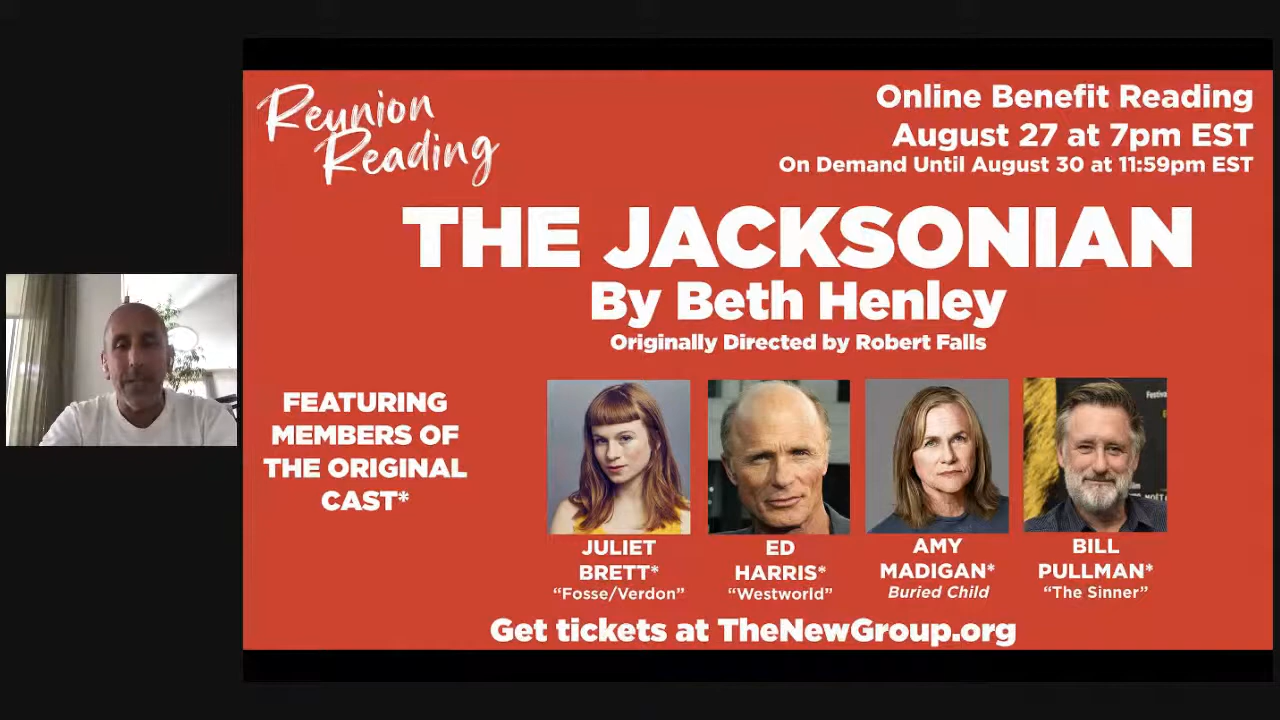 Reunion
Reading
Online Benefit Reading
August 27 at 7pm EST
On Demand Until August 30 at 11:59pm EST
THE JACKSONIAN
By Beth Henley
Originally Directed by Robert Falls
FEATURING
MEMBERS OF
THE ORIGINAL
CAST*
JULIET
BRETT*
“Fosse/Verdon”
ED
HARRIS*
“Westworld”
AMY
MADIGAN*
Buried Child
BILL
PULLMAN*
“The Sinner”
Get tickets at TheNewGroup.org